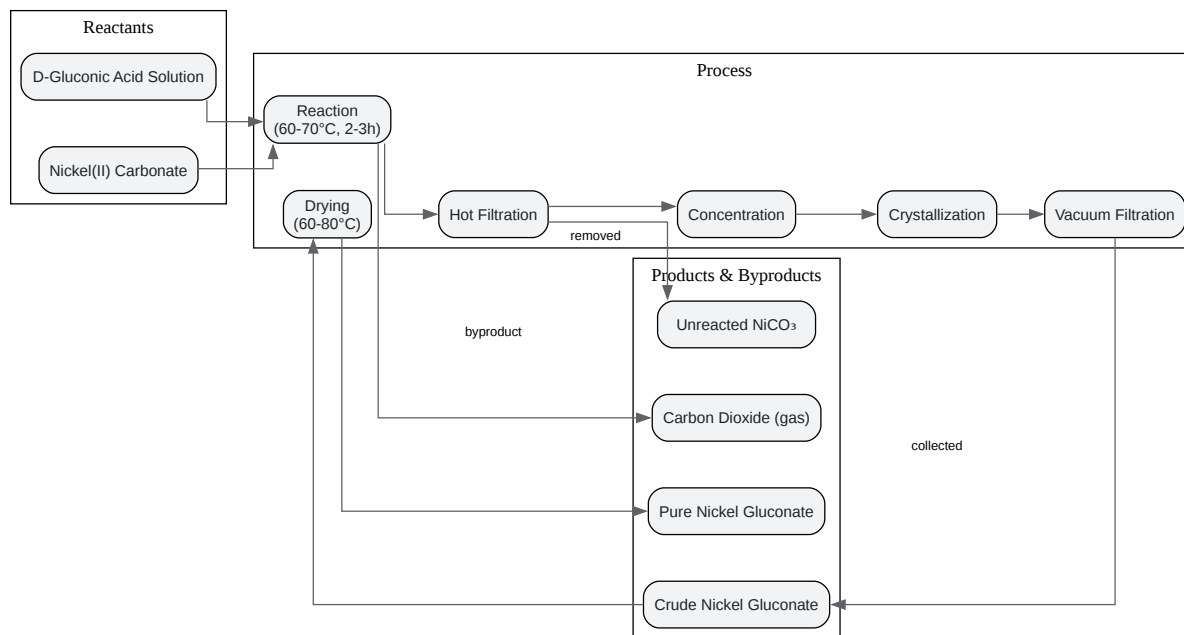 Reactants
D-Gluconic Acid Solution
Nickel(II) Carbonate
Process
Reaction
(60-70°C, 2-3h)
Drying
(60-80°C)
Hot Filtration
removed
Concentration
Crystallization
Vacuum Filtration
Products & Byproducts
Unreacted NiCO₃
byproduct
Carbon Dioxide (gas)
collected
Pure Nickel Gluconate
Crude Nickel Gluconate